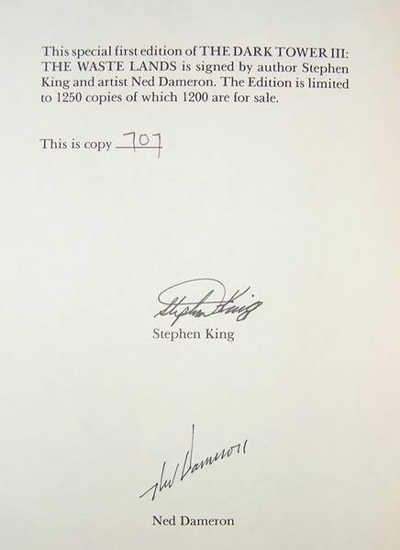 This special first edition of THE DARK TOWER III:
THE WASTE LANDS is signed by author Stephen
King and artist Ned Dameron. The Edition is limited
to 1250 copies of which 1200 are for sale.
This is copy 707
Stephen King
Stephen King
Ned Dameron
Ned Dameron